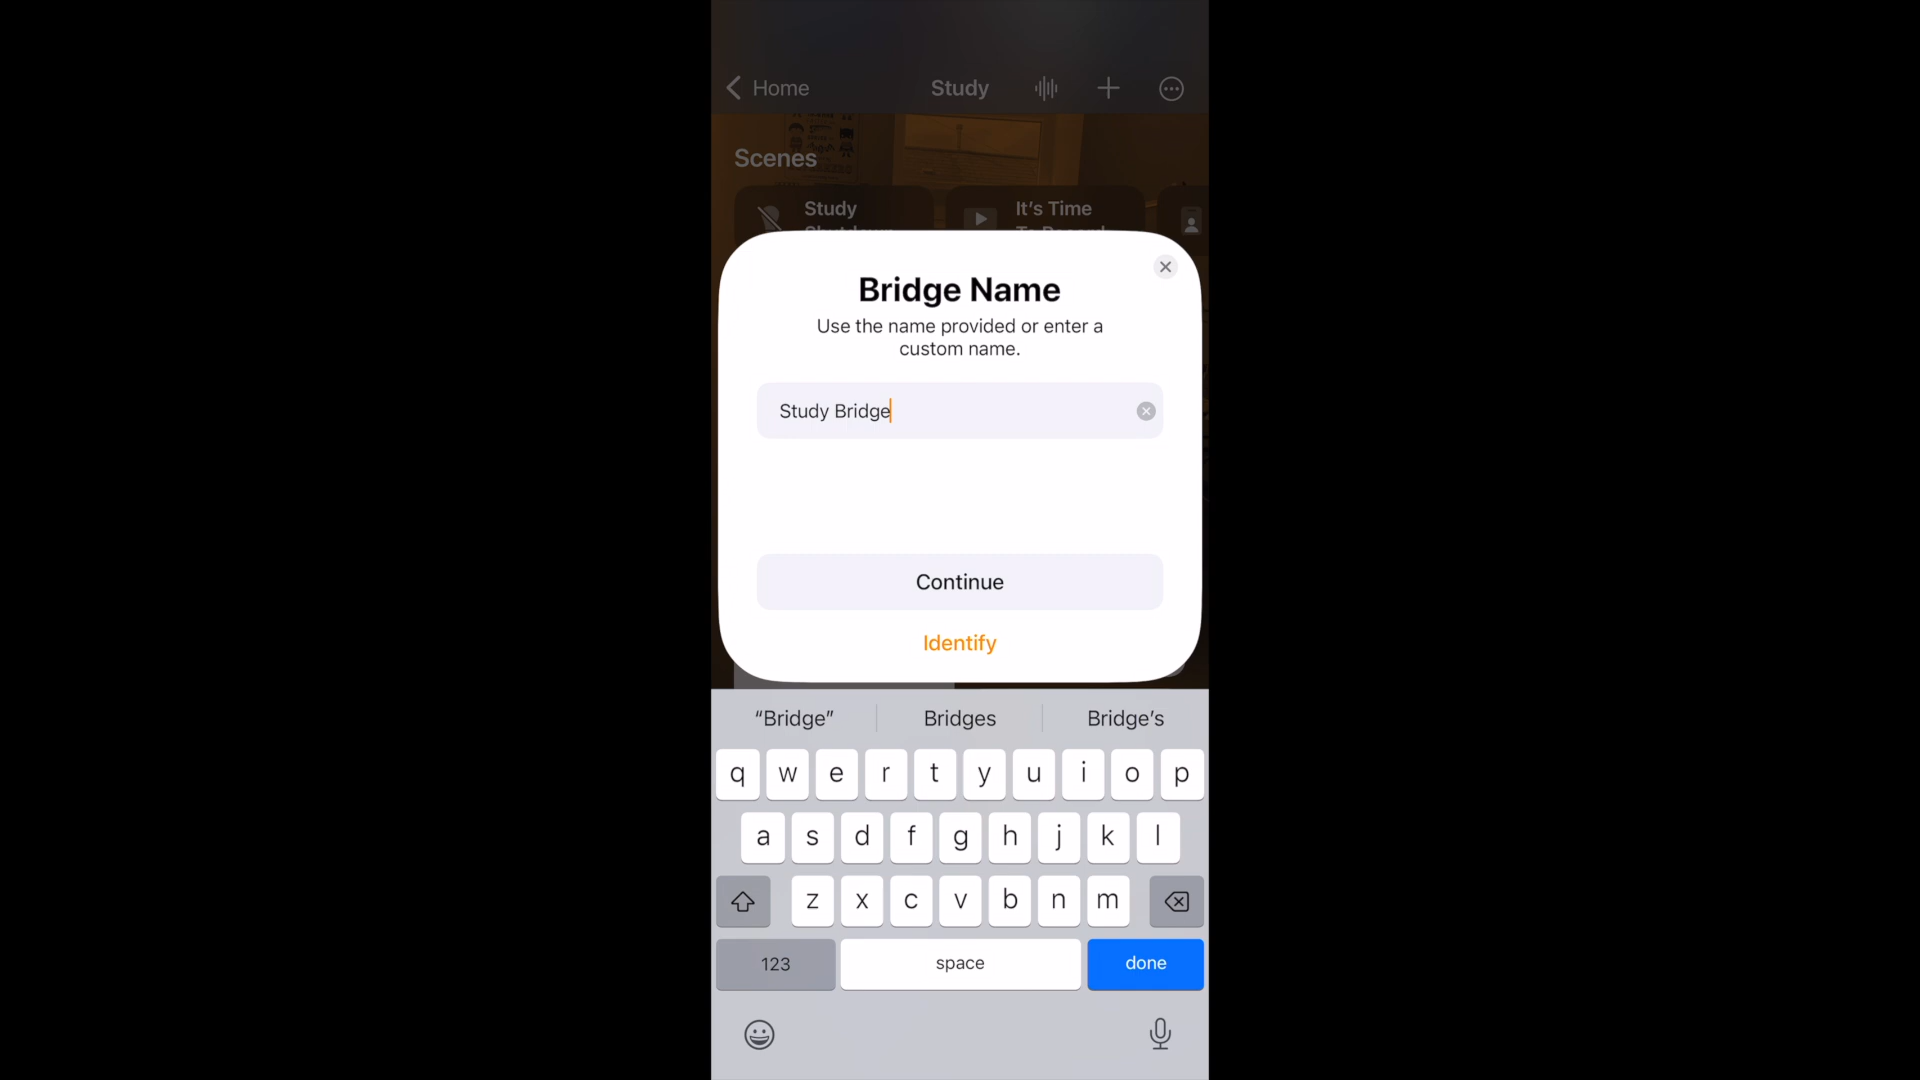 Home
Study
Scenes
Study
It's Time
Bridge Name
Use the name provided or enter a
custom name.
Study Bridge
Continue
Identify
“Bridge”
Bridges
Bridge's
q w e r t y u i o p
a s d f g h j k l
z x c v b n m
123
space
done